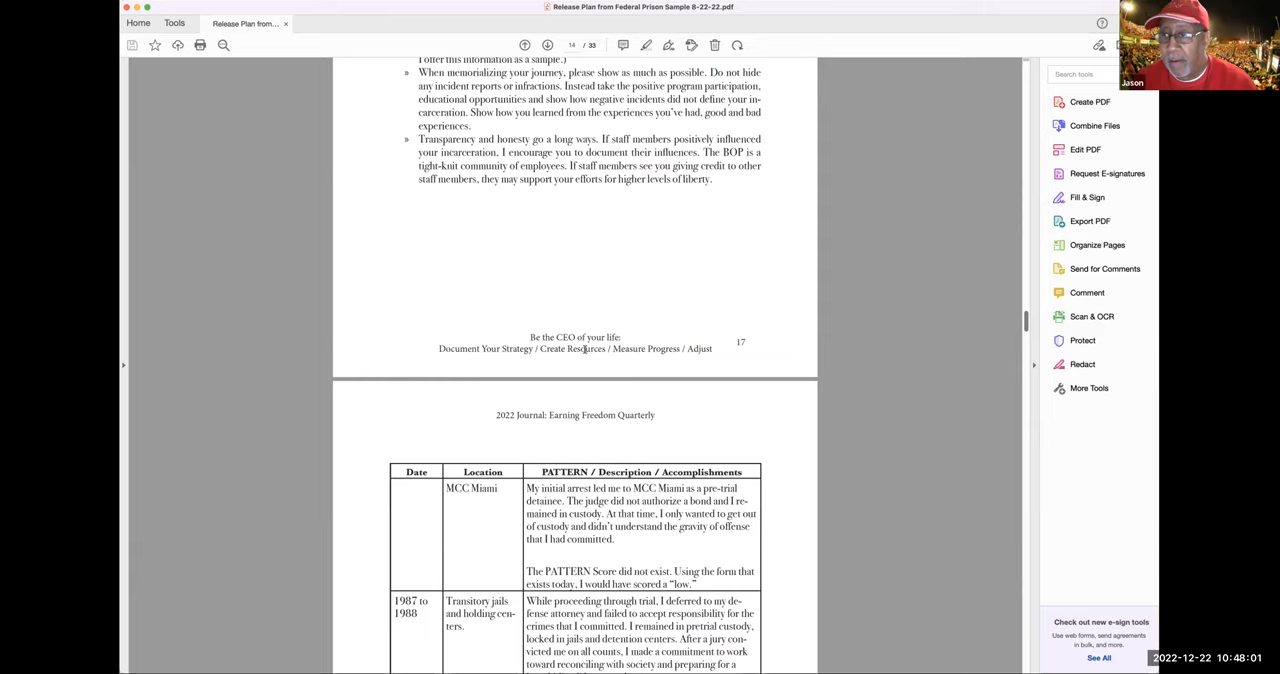 Release Plan from Federal Prison Sample 8-22-22.pdf
Home Tools Release Plan from... ×
14 / 33
Jason
I offer this information as a sample.)
» When memorializing your journey, please show as much as possible. Do not hide
any incident reports or infractions. Instead take the positive program participation,
educational opportunities and show how negative incidents did not define your in-
carceration. Show how you learned from the experiences you've had, good and bad
experiences.
» Transparency and honesty go a long ways. If staff members positively influenced
your incarceration, I encourage you to document their influences. The BOP is a
tight-knit community of employees. If staff members see you giving credit to other
staff members, they may support your efforts for higher levels of liberty.
Be the CEO of your life:
Document Your Strategy / Create Resources / Measure Progress / Adjust
17
2022 Journal: Earning Freedom Quarterly
Date Location PATTERN / Description / Accomplishments
MCC Miami
My initial arrest led me to MCC Miami as a pre-trial
detainee. The judge did not authorize a bond and I re-
mained in custody. At that time, I only wanted to get out
of custody and didn't understand the gravity of offense
that I had committed.
The PATTERN Score did not exist. Using the form that
exists today, I would have scored a "low."
1987 to
1988
Transitory jails
and holding cen-
ters.
While proceeding through trial, I deferred to my de-
fense attorney and failed to accept responsibility for the
crimes that I committed. I remained in pretrial custody,
locked in jails and detention centers. After a jury con-
victed me on all counts, I made a commitment to work
toward reconciling with society and preparing for a
Search tools
Create PDF
Combine Files
Edit PDF
Request E-signatures
Fill & Sign
Export PDF
Organize Pages
Send for Comments
Comment
Scan & OCR
Protect
Redact
More Tools
Check out new e-sign tools
Use web forms, send agreements
in bulk, and more.
See All
2022-12-22 10:48:01